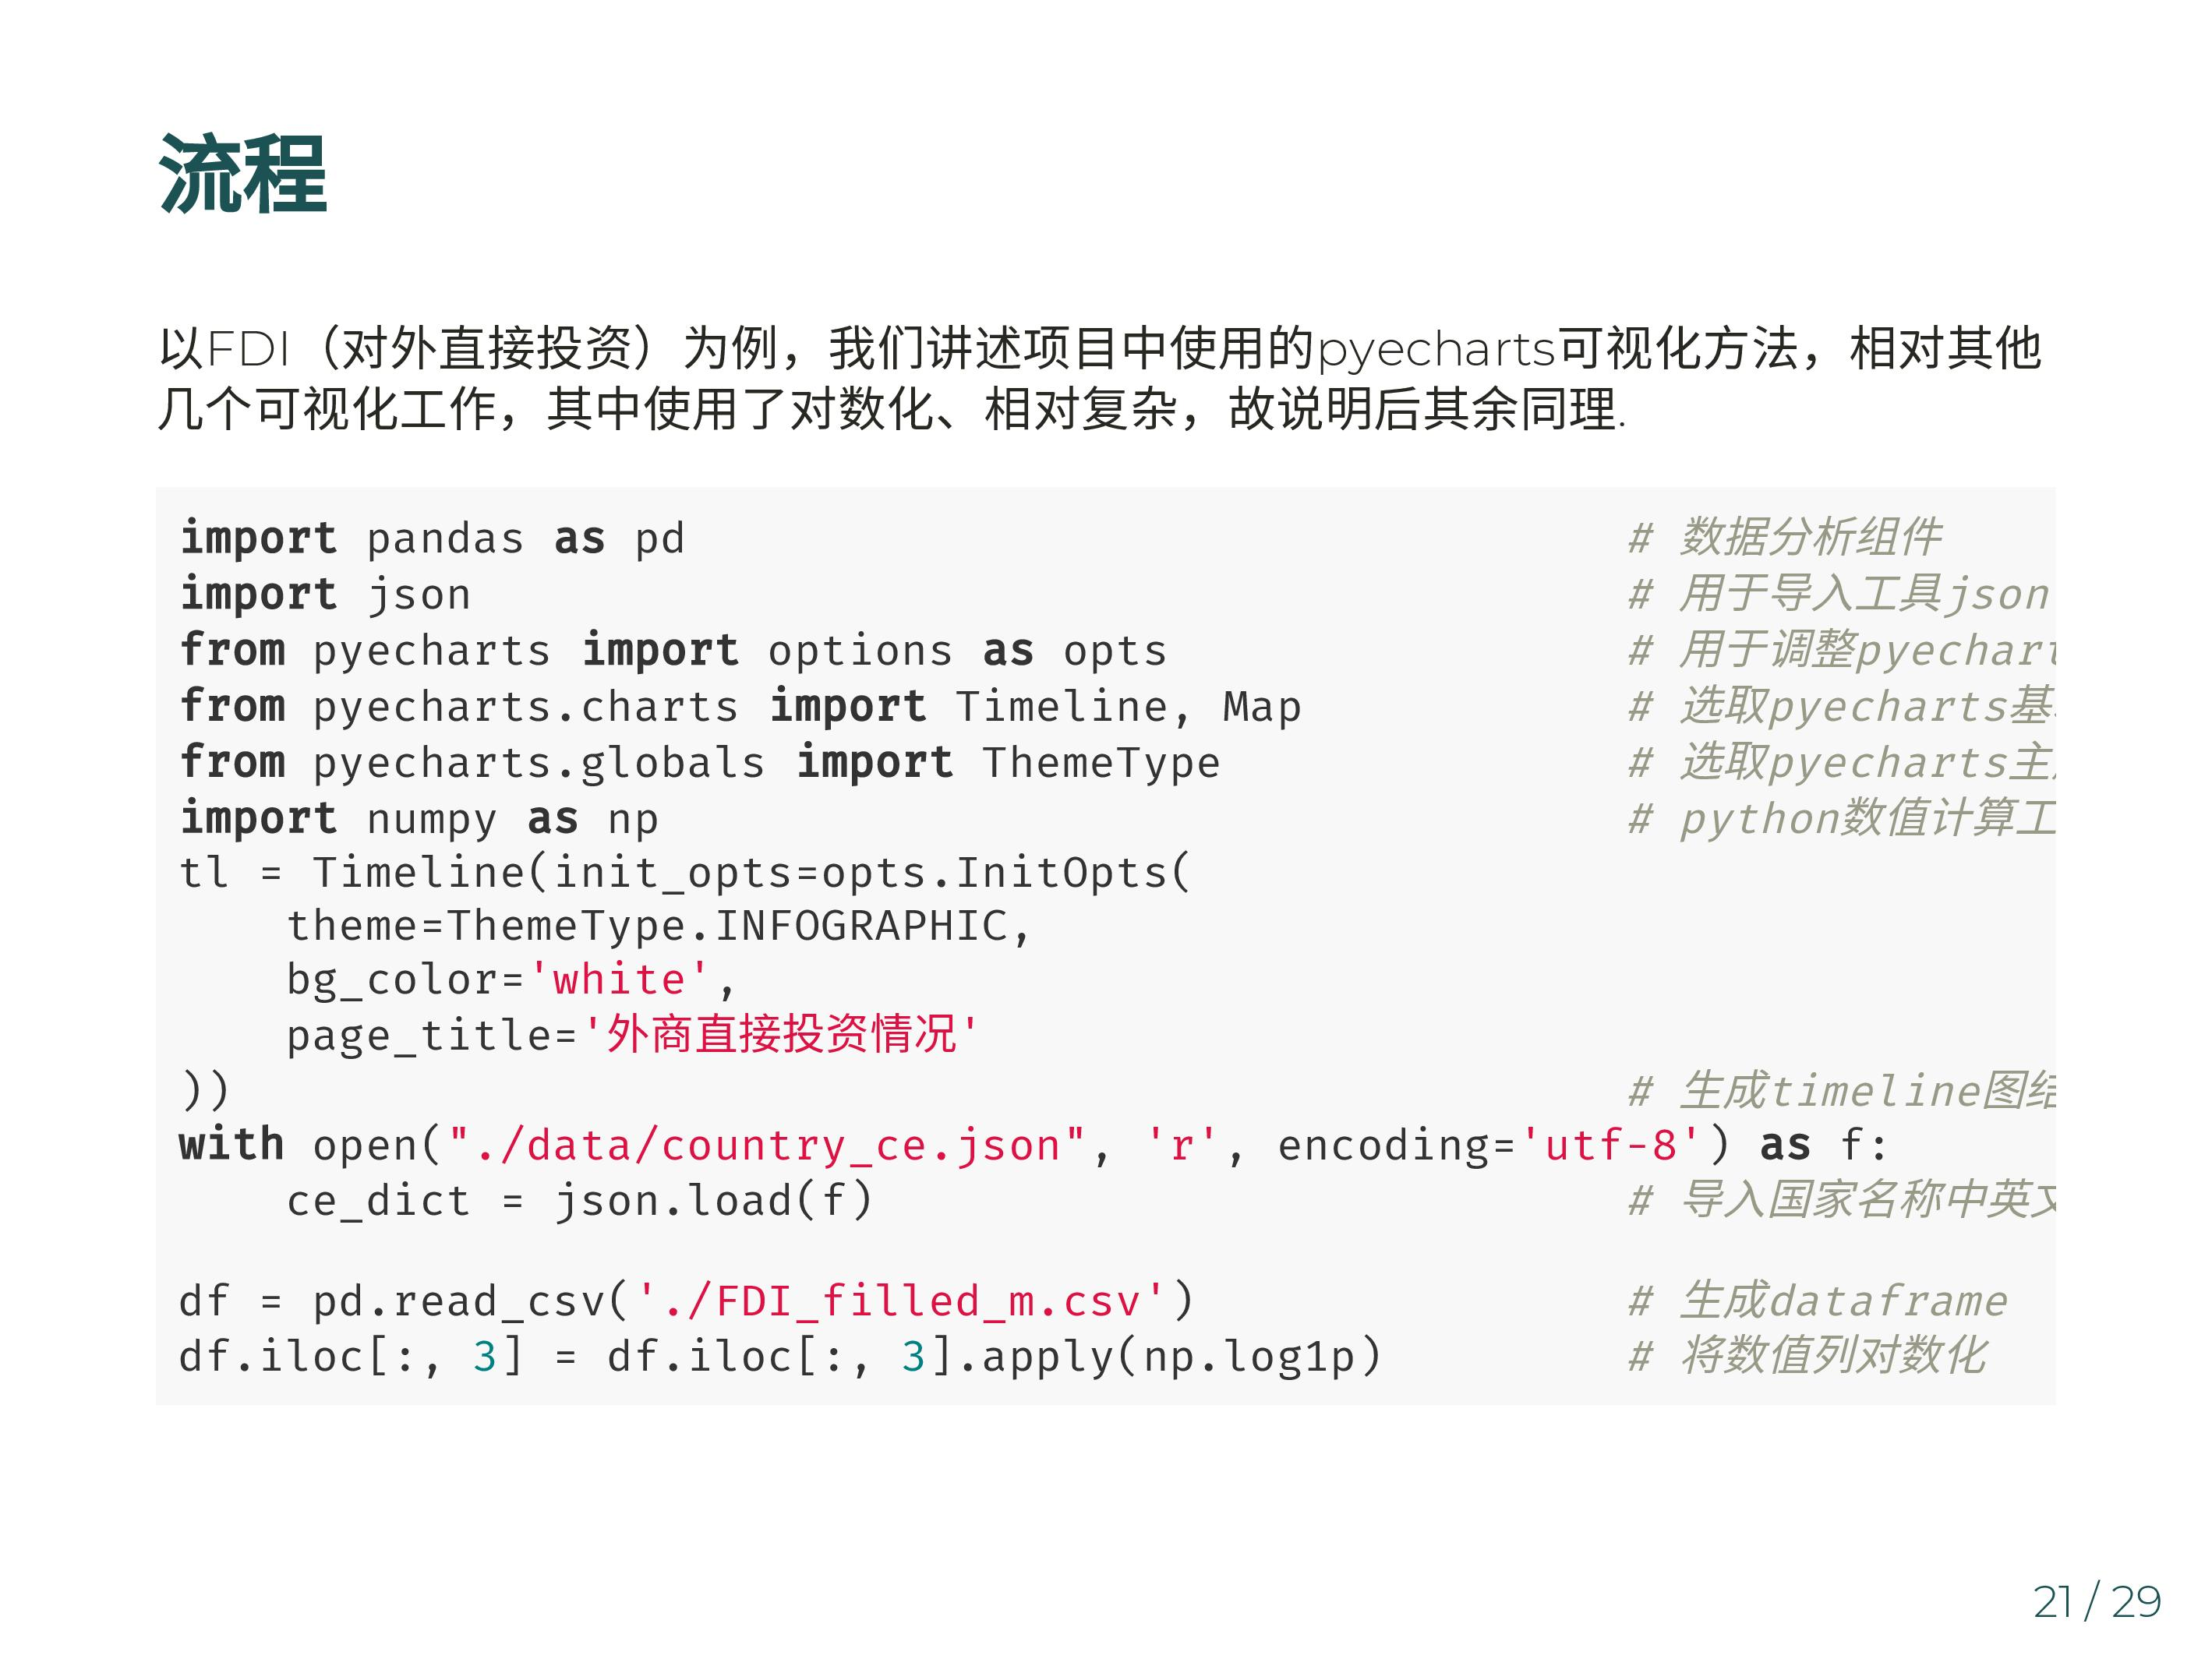 流程
以FDI（对外直接投资）为例，我们讲述项目中使用的pyecharts可视化方法，相对其他
几个可视化工作，其中使用了对数化、相对复杂，故说明后其余同理.
import pandas as pd # 数据分析组件
import json # 用于导入工具json
from pyecharts import options as opts # 用于调整pyechart
from pyecharts.charts import Timeline, Map # 选取pyecharts基
from pyecharts.globals import ThemeType # 选取pyecharts主
import numpy as np # python数值计算工
tl = Timeline(init_opts=opts.InitOpts(
    theme=ThemeType.INFOGRAPHIC,
    bg_color='white',
    page_title='外商直接投资情况'
)) # 生成timeline图结
with open("./data/country_ce.json", 'r', encoding='utf-8') as f:
    ce_dict = json.load(f) # 导入国家名称中英文
df = pd.read_csv('./FDI_filled_m.csv') # 生成dataframe
df.iloc[:, 3] = df.iloc[:, 3].apply(np.log1p) # 将数值列对数化
21 / 29